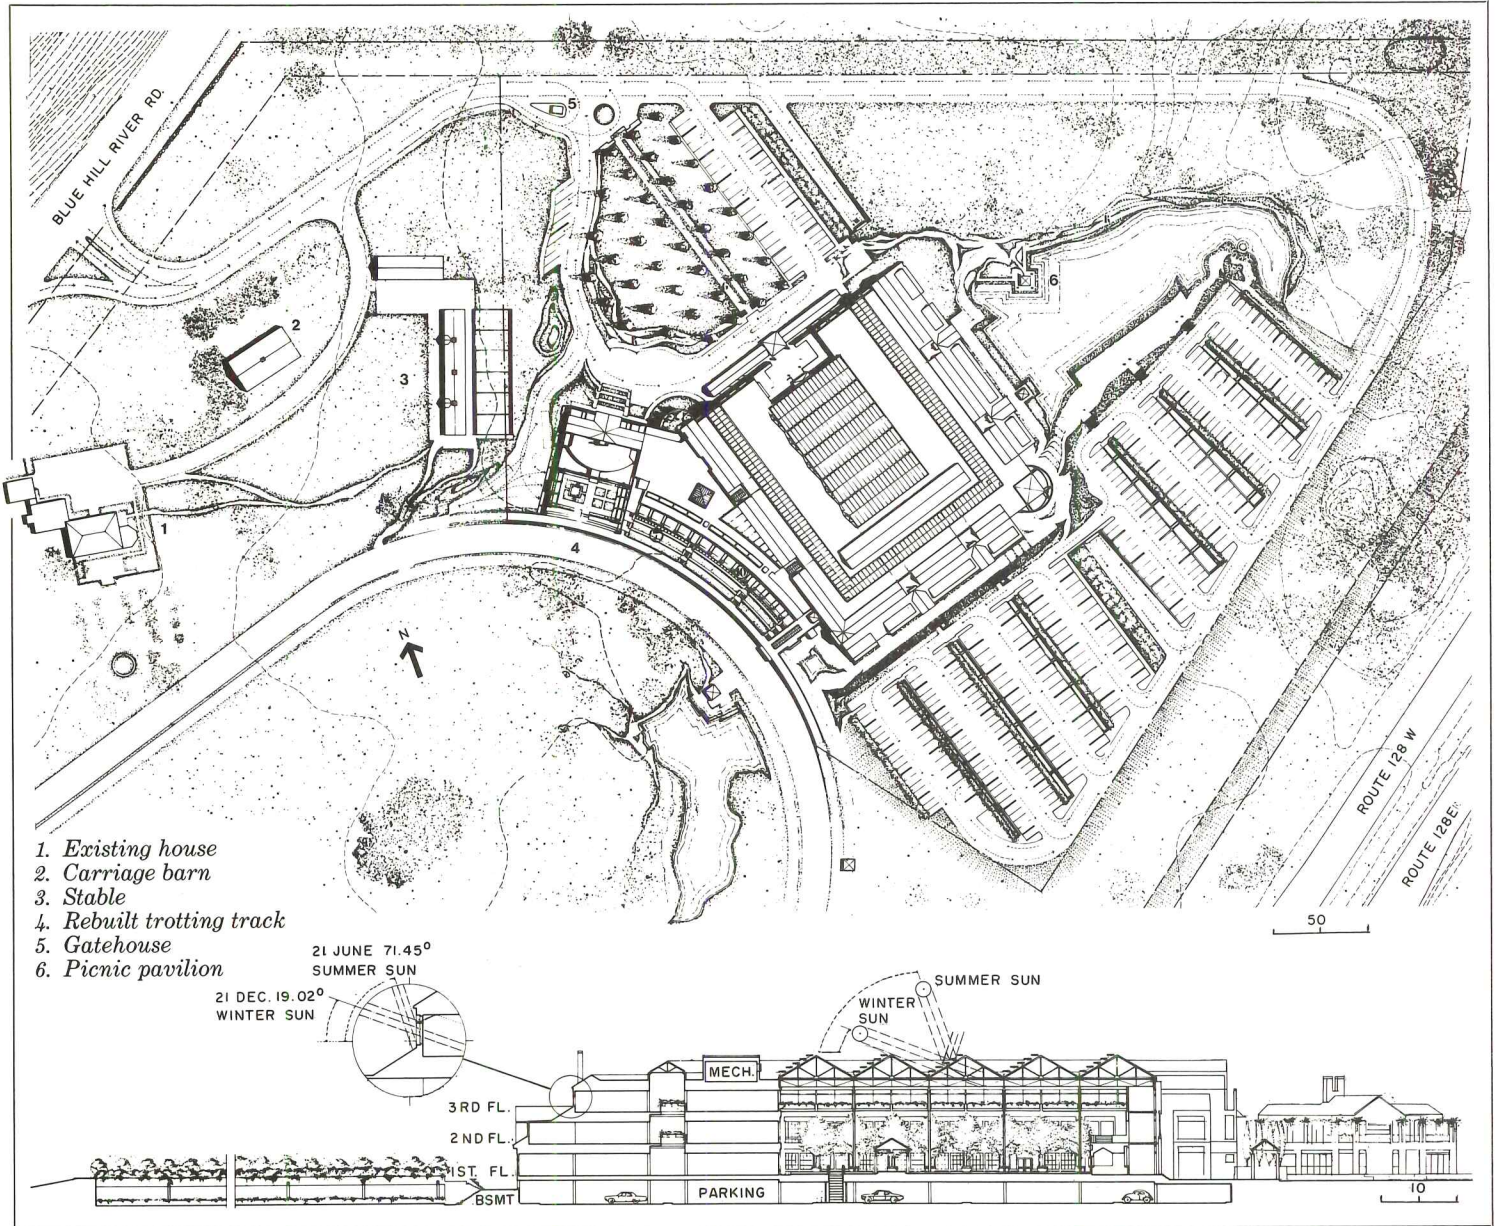 BLUE HILL RIVER RD.
5
2
3
6
1
4
N
ROUTE 128 W
ROUTE 128E
1. Existing house
2. Carriage barn
3. Stable
4. Rebuilt trotting track
5. Gatehouse
6. Picnic pavilion
50
21 JUNE 71.45°
SUMMER SUN
21 DEC. 19.02°
WINTER SUN
SUMMER SUN
WINTER
SUN
MECH.
3RD FL.
2ND FL.
1ST. FL.
BSMT
PARKING
10